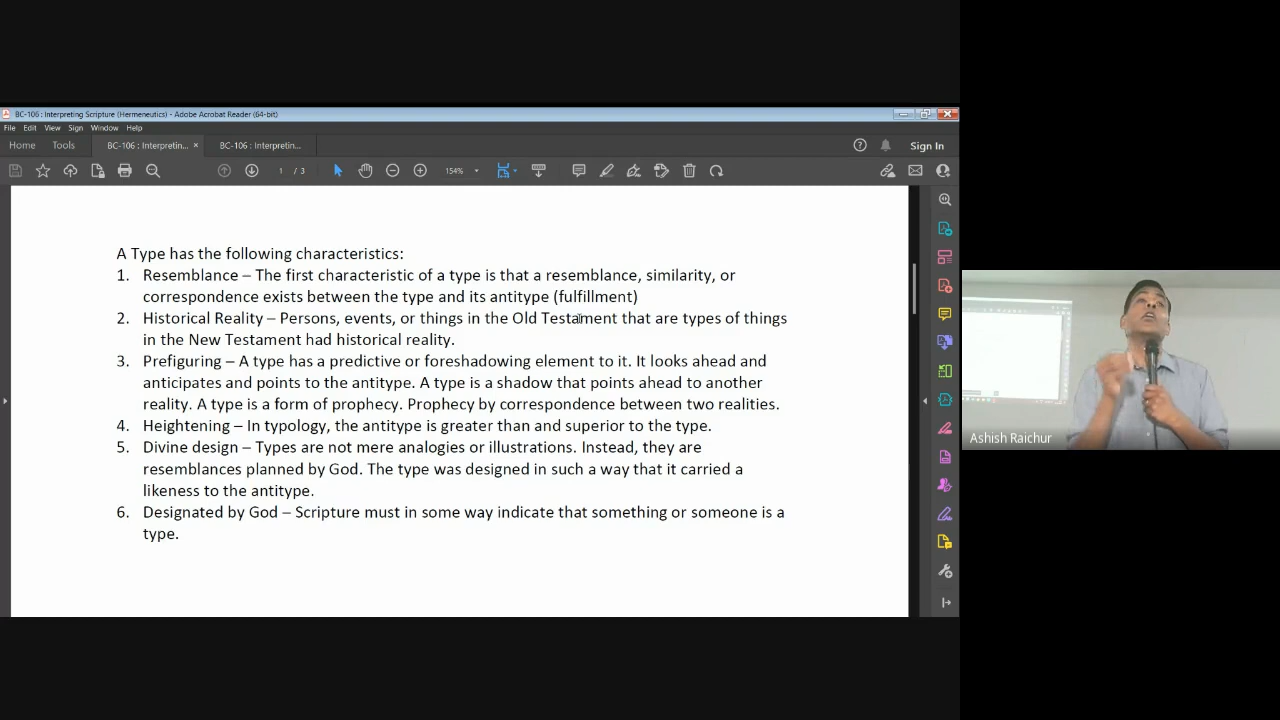 BC-106 : Interpreting Scripture (Hermeneutics) - Adobe Acrobat Reader (64-bit)
File Edit View Sign Window Help
Home Tools BC-106 : Interpretin... × BC-106 : Interpretin... Sign In
1 / 3 154%
A Type has the following characteristics:
1. Resemblance – The first characteristic of a type is that a resemblance, similarity, or
correspondence exists between the type and its antitype (fulfillment)
2. Historical Reality – Persons, events, or things in the Old Testament that are types of things
in the New Testament had historical reality.
3. Prefiguring – A type has a predictive or foreshadowing element to it. It looks ahead and
anticipates and points to the antitype. A type is a shadow that points ahead to another
reality. A type is a form of prophecy. Prophecy by correspondence between two realities.
4. Heightening – In typology, the antitype is greater than and superior to the type.
5. Divine design – Types are not mere analogies or illustrations. Instead, they are
resemblances planned by God. The type was designed in such a way that it carried a
likeness to the antitype.
6. Designated by God – Scripture must in some way indicate that something or someone is a
type.
Ashish Raichur